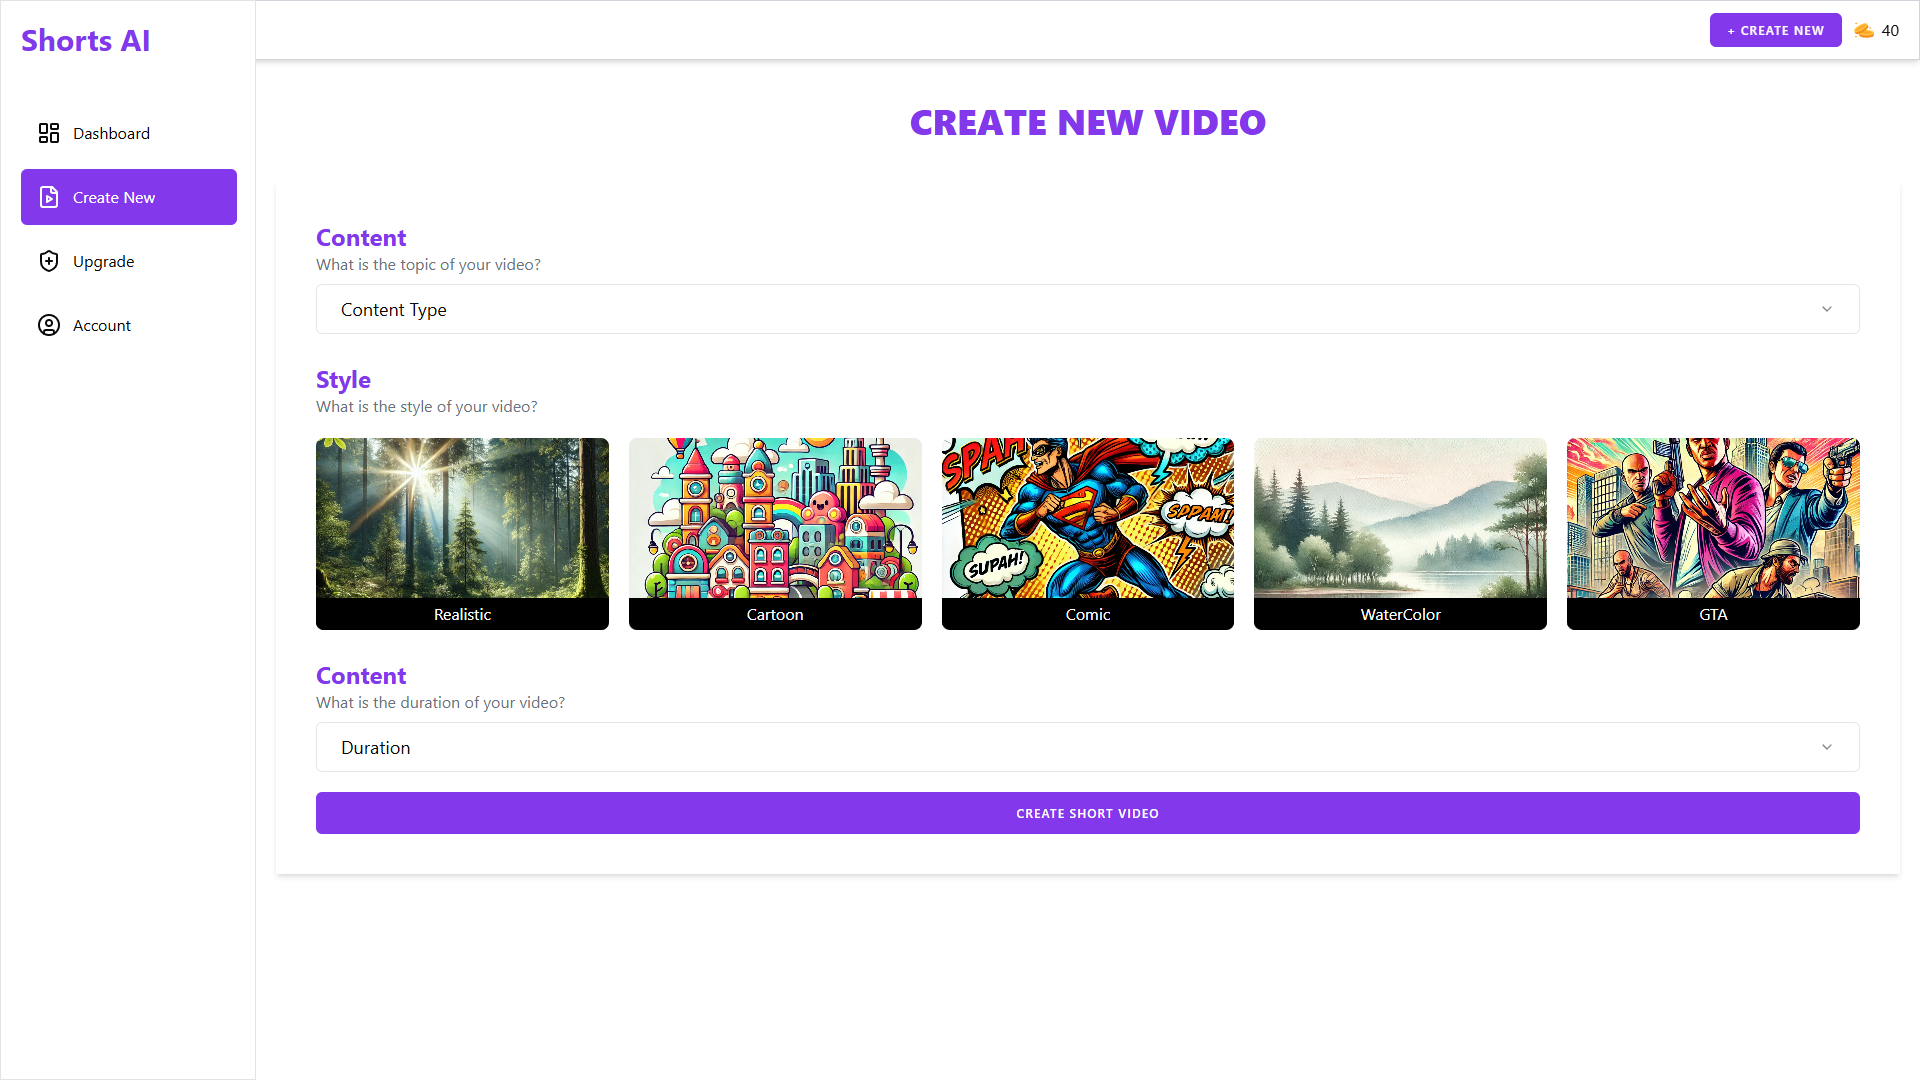 Shorts AI
+ CREATE NEW
40
Dashboard
Create New
Upgrade
Account
CREATE NEW VIDEO
Content
What is the topic of your video?
Content Type
Style
What is the style of your video?
SPAH
SUPAH!
SPPAM!
Realistic
Cartoon
Comic
WaterColor
GTA
Content
What is the duration of your video?
Duration
CREATE SHORT VIDEO